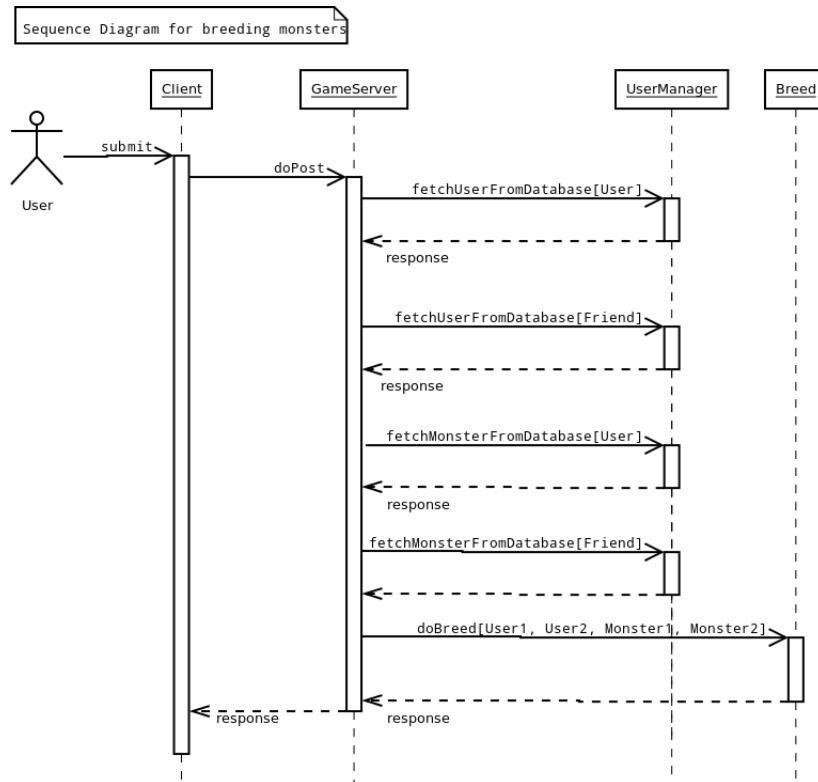 Sequence Diagram for breeding monsters
Client
GameServer
UserManager
Breed
submit
User
doPost
fetchUserFromDatabase[User]
response
fetchUserFromDatabase[Friend]
response
fetchMonsterFromDatabase[User]
response
fetchMonsterFromDatabase[Friend]
doBreed[User1, User2, Monster1, Monster2]
response
response